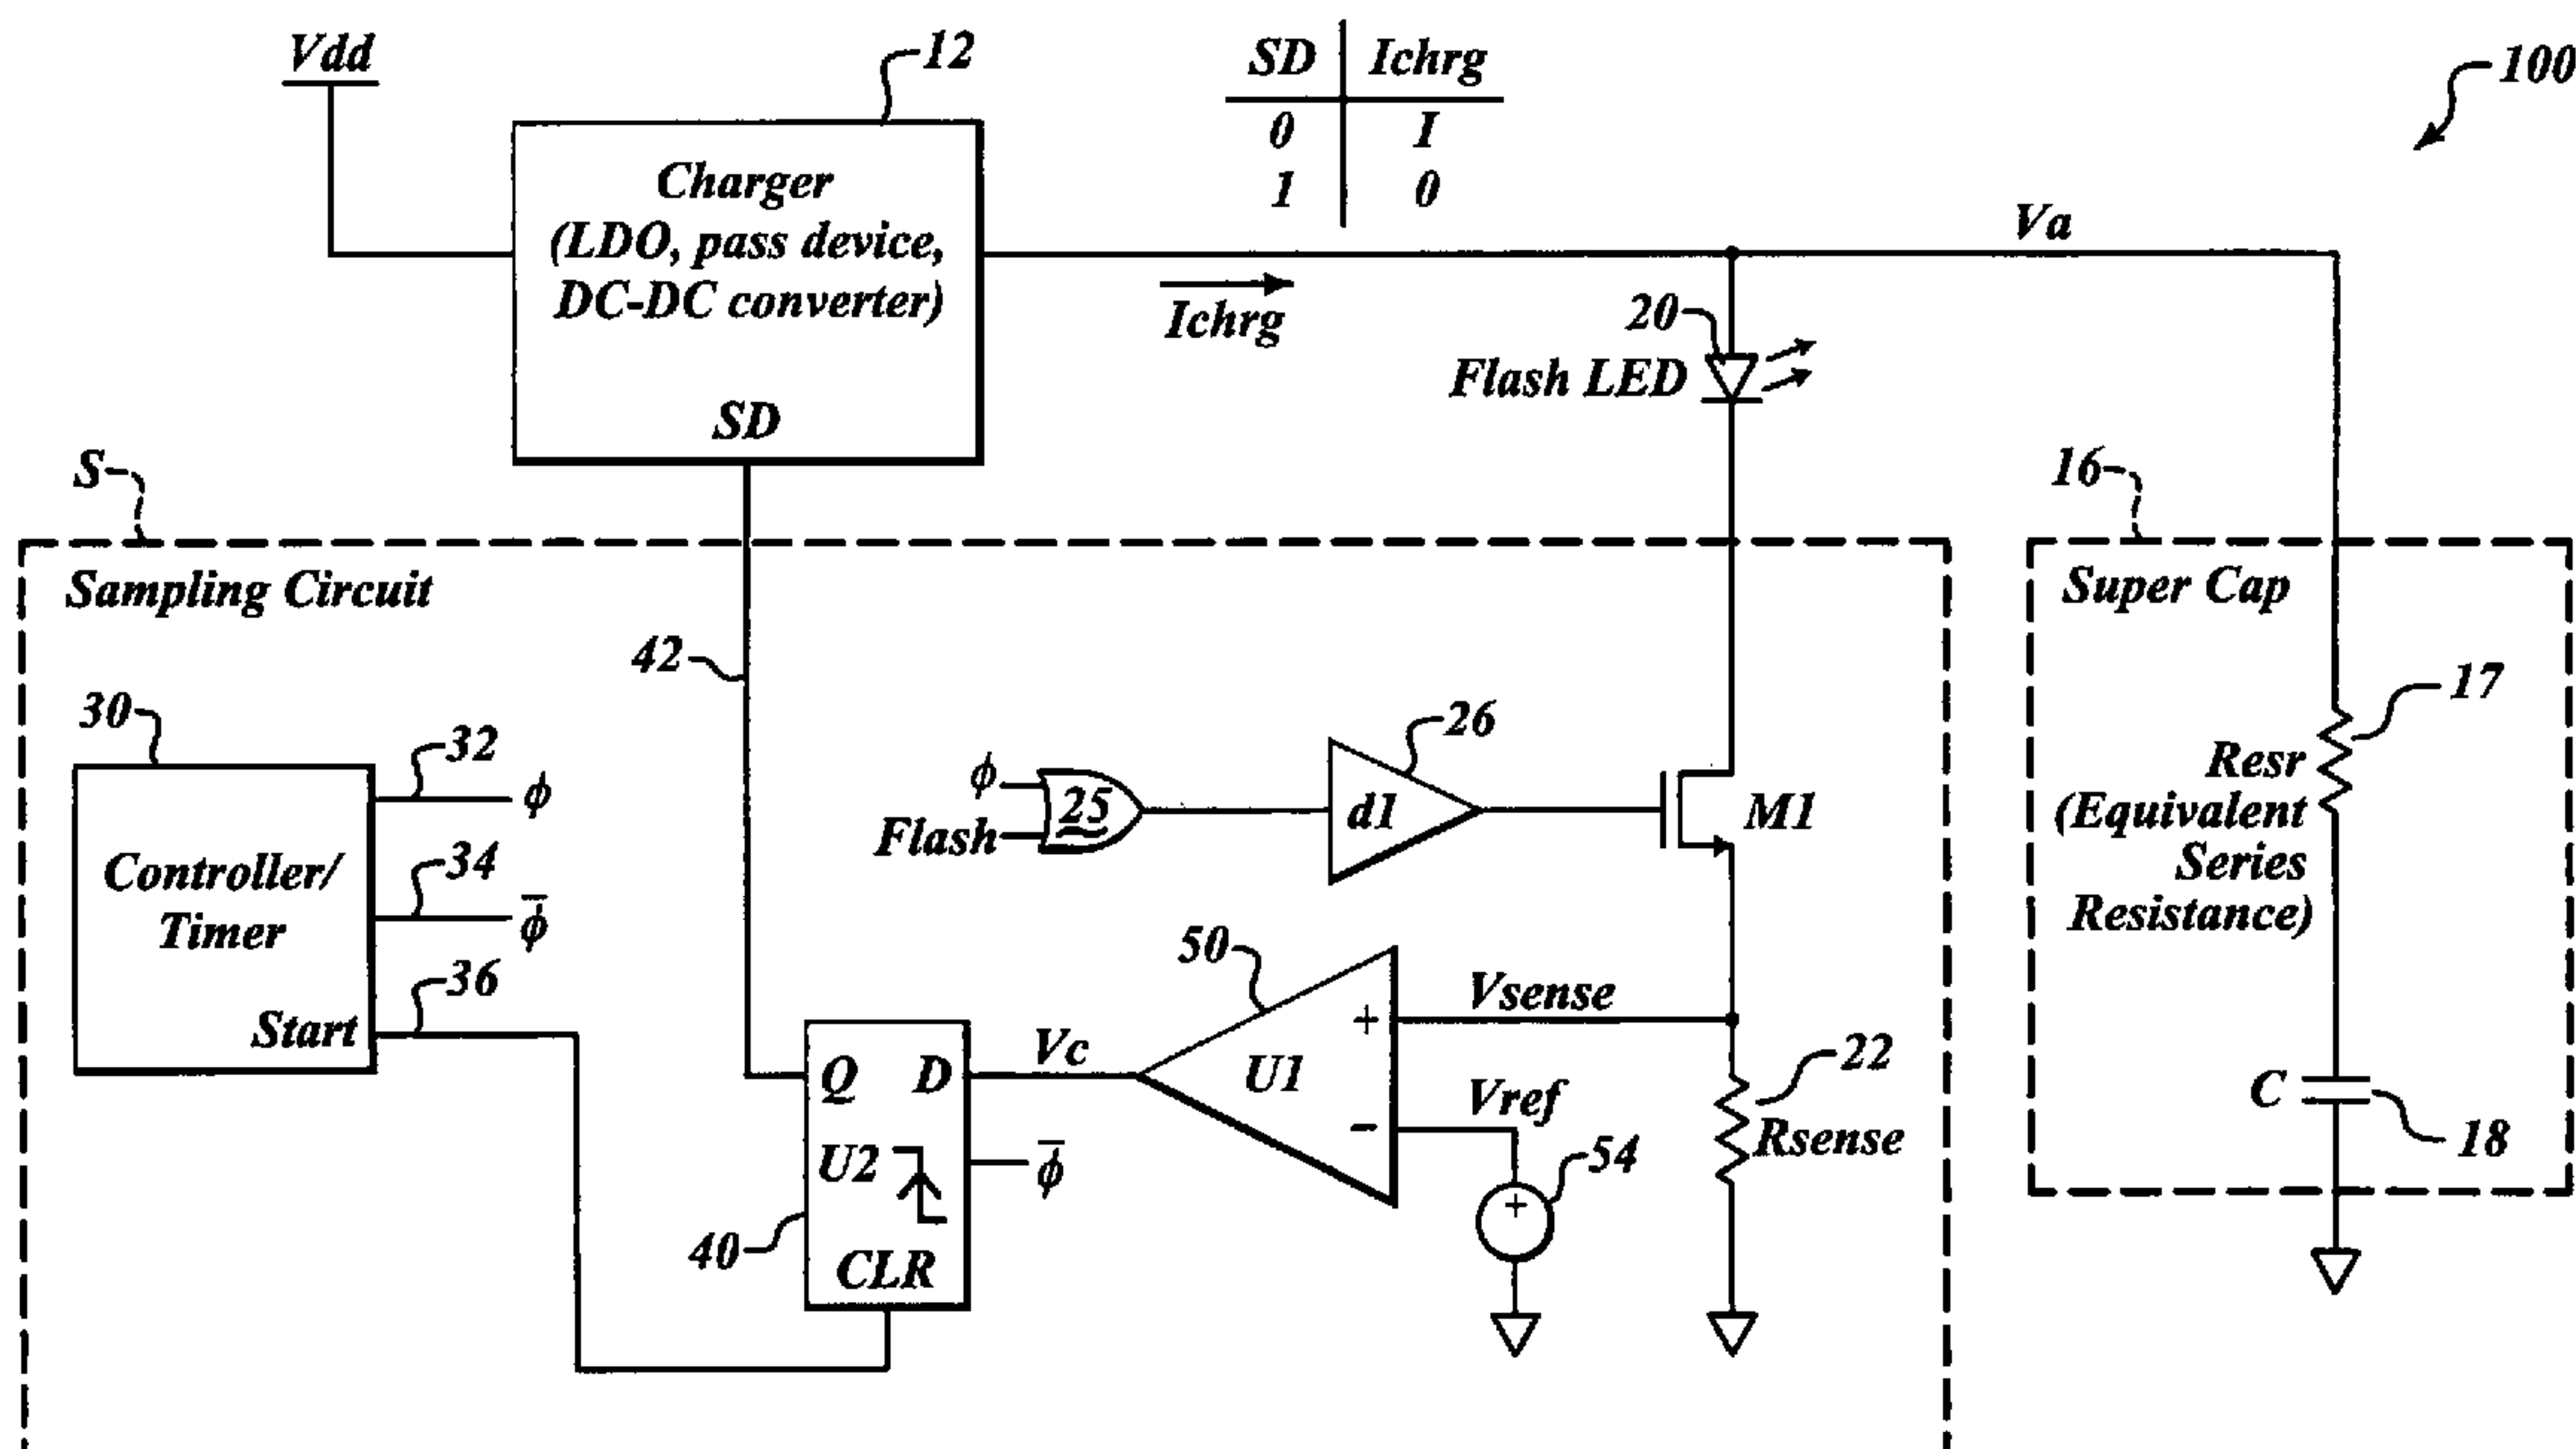 Vdd
12
SD Ichrg
0 I
1 0
100
Charger
(LDO, pass device,
DC-DC converter)
SD
Ichrg
Va
20
Flash LED
S
16
Sampling Circuit
Super Cap
42
30
32
ϕ
34
ϕ̅
36
Controller/
Timer
Start
ϕ
Flash
25
26
d1
M1
17
Resr
(Equivalent
Series
Resistance)
50
Vsense
+
U1
Vref
-
54
+
22
Rsense
C
18
Vc
Q D
U2
ϕ̅
40
CLR